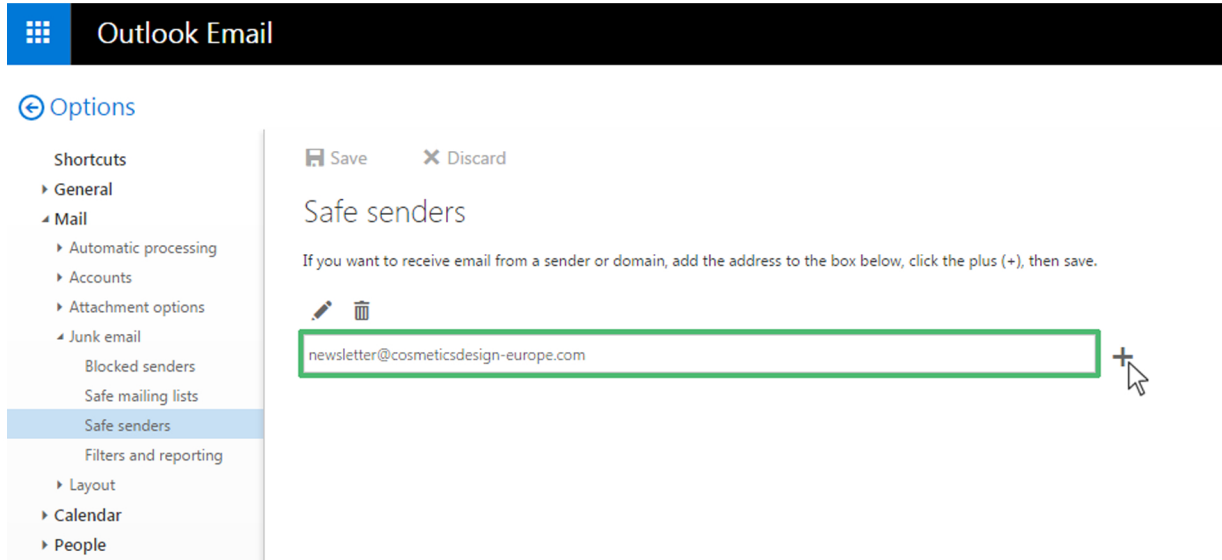 Outlook Email
Options
Shortcuts
General
Mail
Automatic processing
Accounts
Attachment options
Junk email
Blocked senders
Safe mailing lists
Safe senders
Filters and reporting
Layout
Calendar
People
Save
Discard
Safe senders
If you want to receive email from a sender or domain, add the address to the box below, click the plus (+), then save.
newsletter@cosmeticsdesign-europe.com